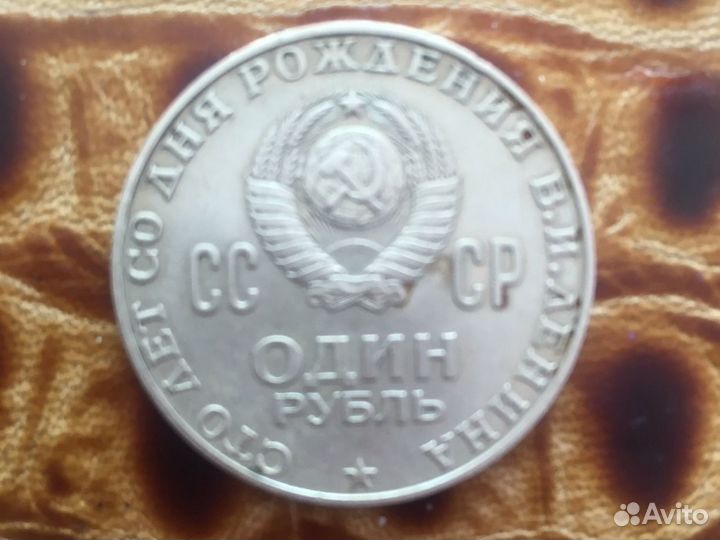 СТО ЛЕТ СО ДНЯ РОЖДЕНИЯ В.И.ЛЕНИНА
СС СР
ОДИН
РУБЛЬ
Avito